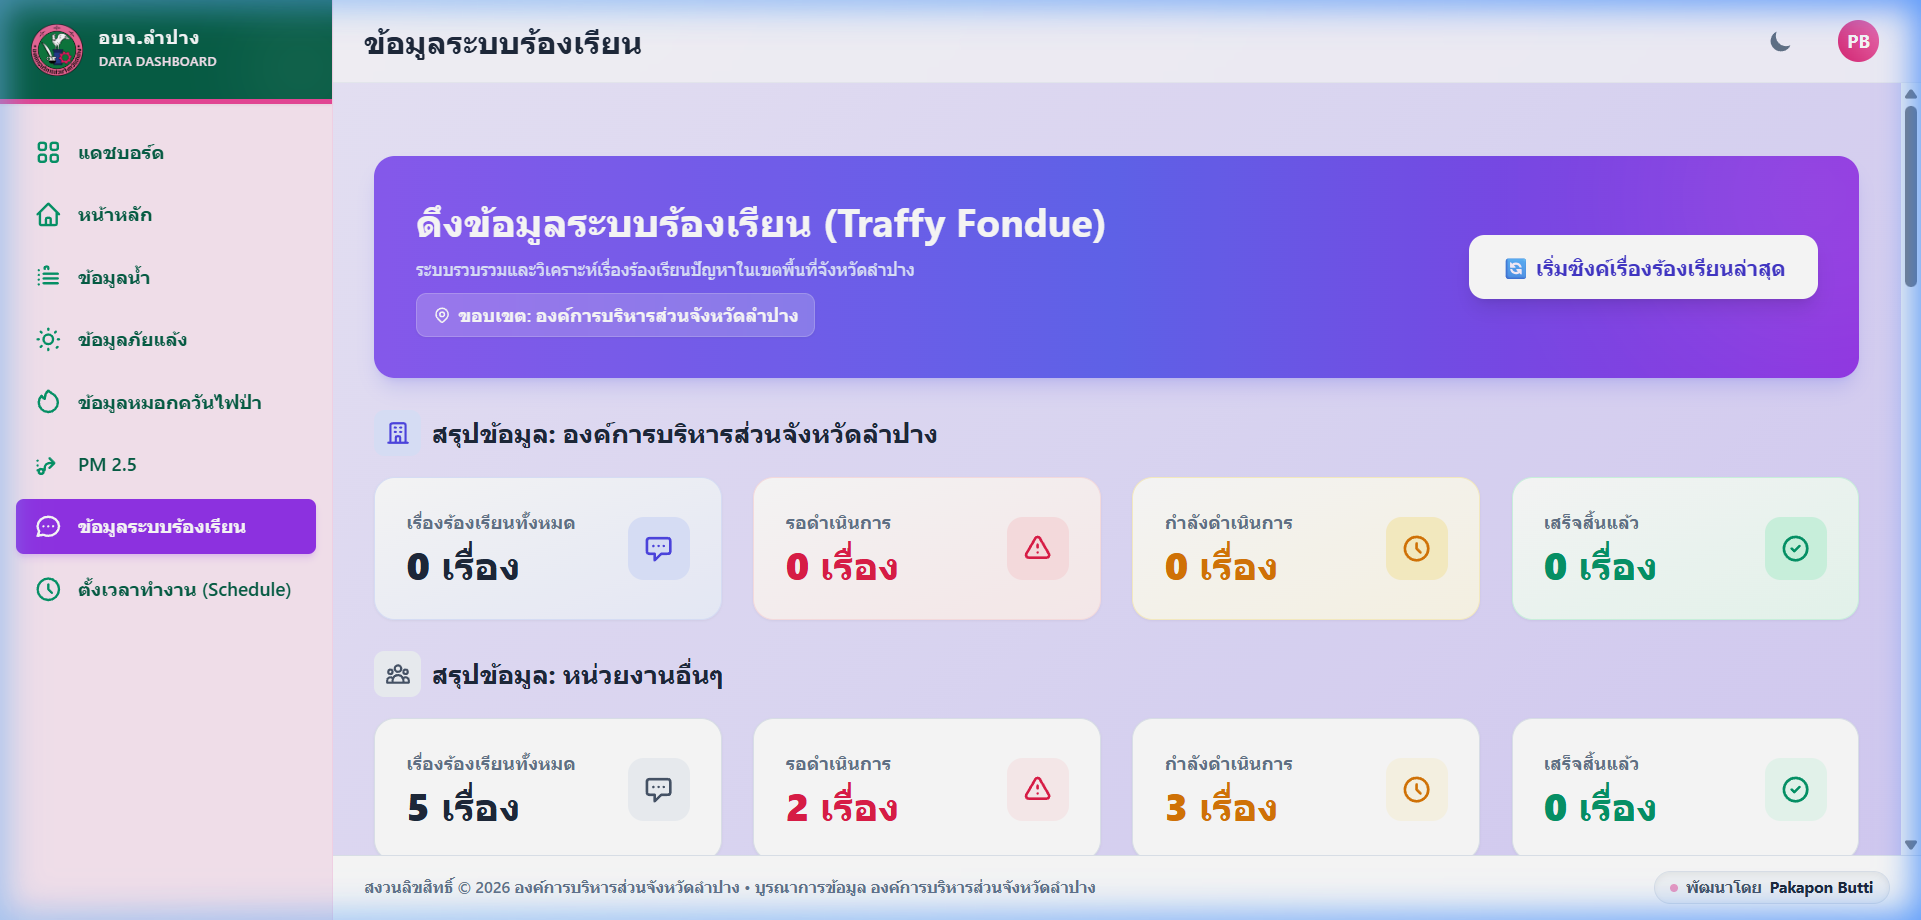 อบจ.ลำปาง
DATA DASHBOARD
แดชบอร์ด
หน้าหลัก
ข้อมูลน้ำ
ข้อมูลภัยแล้ง
ข้อมูลหมอกควันไฟป่า
PM 2.5
ข้อมูลระบบร้องเรียน
ตั้งเวลาทำงาน (Schedule)
ข้อมูลระบบร้องเรียน
PB
ดึงข้อมูลระบบร้องเรียน (Traffy Fondue)
ระบบรวบรวมและวิเคราะห์เรื่องร้องเรียนปัญหาในเขตพื้นที่จังหวัดลำปาง
ขอบเขต: องค์การบริหารส่วนจังหวัดลำปาง
เริ่มซิงค์เรื่องร้องเรียนล่าสุด
สรุปข้อมูล: องค์การบริหารส่วนจังหวัดลำปาง
เรื่องร้องเรียนทั้งหมด
0 เรื่อง
รอดำเนินการ
0 เรื่อง
กำลังดำเนินการ
0 เรื่อง
เสร็จสิ้นแล้ว
0 เรื่อง
สรุปข้อมูล: หน่วยงานอื่นๆ
เรื่องร้องเรียนทั้งหมด
5 เรื่อง
รอดำเนินการ
2 เรื่อง
กำลังดำเนินการ
3 เรื่อง
เสร็จสิ้นแล้ว
0 เรื่อง
สงวนลิขสิทธิ์ © 2026 องค์การบริหารส่วนจังหวัดลำปาง • บูรณาการข้อมูล องค์การบริหารส่วนจังหวัดลำปาง
พัฒนาโดย Pakapon Butti